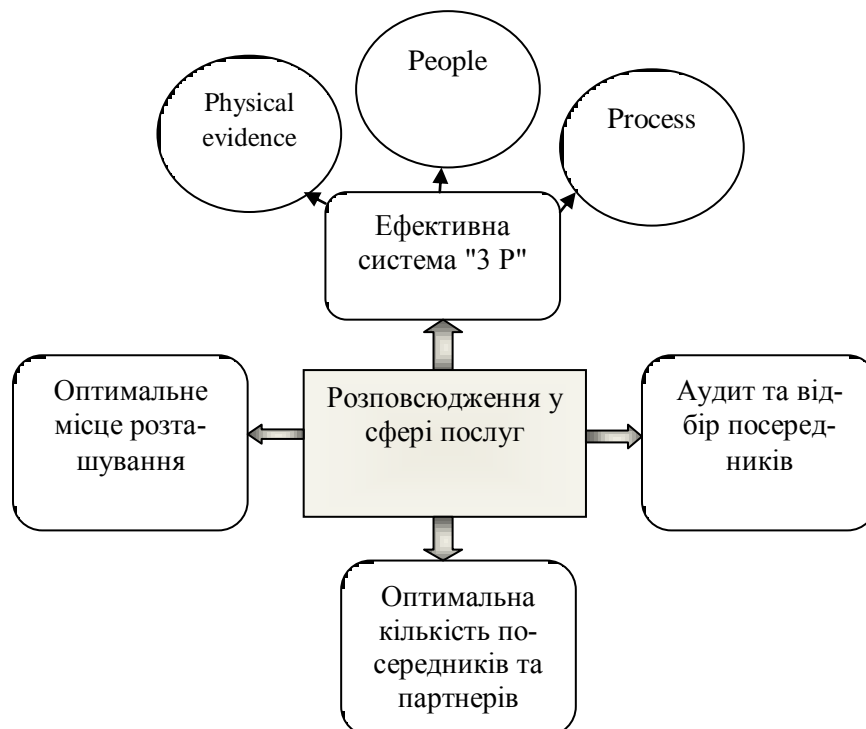 People
Physical
evidence
Process
Ефективна
система "3 Р"
Оптимальне
місце розта-
шування
Розповсюдження у
сфері послуг
Аудит та від-
бір посеред-
ників
Оптимальна
кількість по-
середників та
партнерів